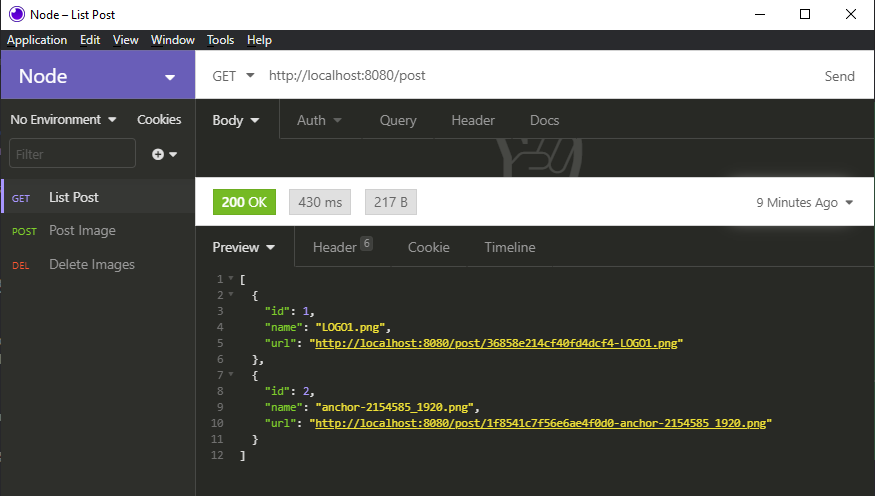 Node – List Post
Application Edit View Window Tools Help
Node
GET http://localhost:8080/post Send
No Environment Cookies
Body Auth Query Header Docs
Filter
200 OK 430 ms 217 B 9 Minutes Ago
GET List Post
POST Post Image
DEL Delete Images
Preview Header 6 Cookie Timeline
1 [
2 {
3 "id": 1,
4 "name": "LOGO1.png",
5 "url": "http://localhost:8080/post/36858e214cf40fd4dcf4-LOGO1.png"
6 },
7 {
8 "id": 2,
9 "name": "anchor-2154585_1920.png",
10 "url": "http://localhost:8080/post/1f8541c7f56e6ae4f0d0-anchor-2154585_1920.png"
11 }
12 ]